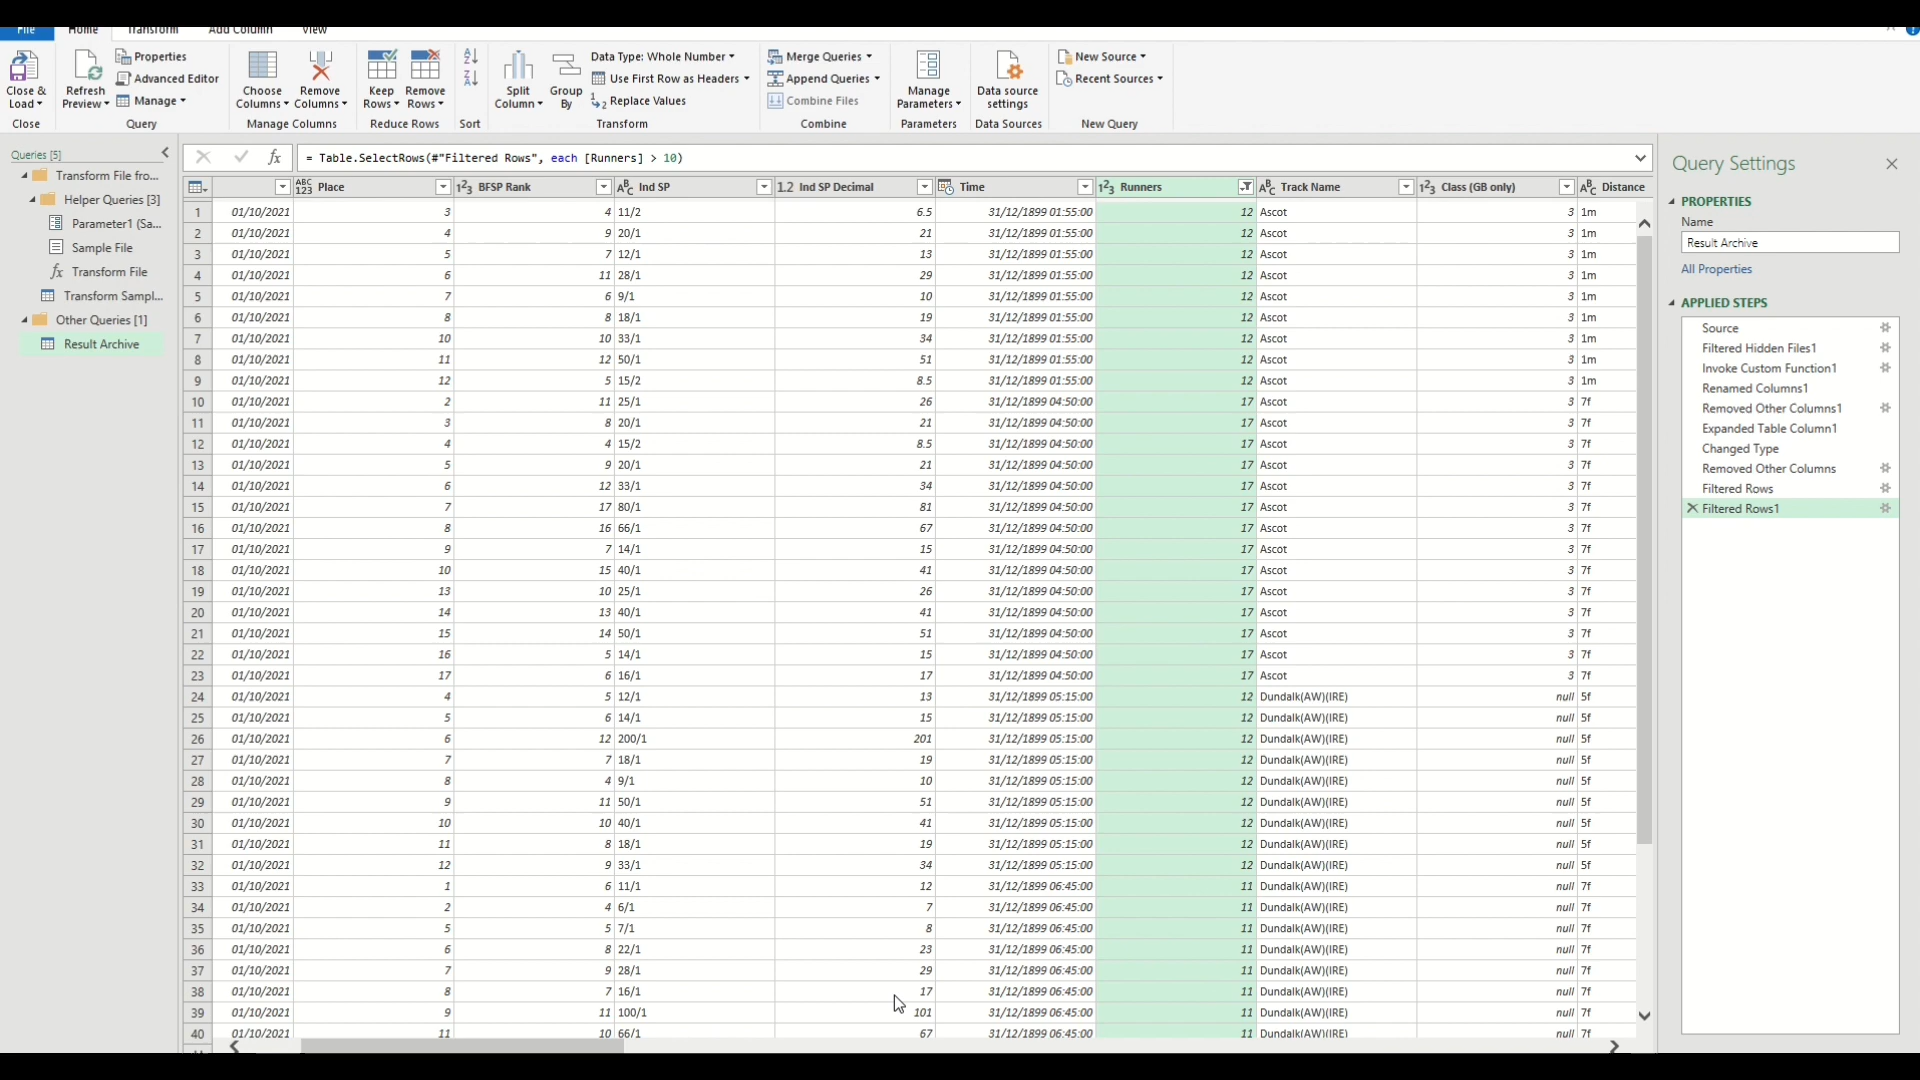 File Home Transform Add Column View
Close & Load Refresh Preview Properties Advanced Editor Manage Choose Columns Remove Columns Keep Rows Remove Rows Split Column Group By Data Type: Whole Number Use First Row as Headers Replace Values Merge Queries Append Queries Combine Files Manage Parameters Data source settings New Source Recent Sources
Close Query Manage Columns Reduce Rows Sort Transform Combine Parameters Data Sources New Query
Queries [5]
Transform File fro...
Helper Queries [3]
Parameter1 (Sa...
Sample File
Transform File
Transform Sampl...
Other Queries [1]
Result Archive
fx = Table.SelectRows(#"Filtered Rows", each [Runners] > 10)
ABC 123 Place 1²3 BFSP Rank ABC Ind SP 1.2 Ind SP Decimal Time 1²3 Runners ABC Track Name 1²3 Class (GB only) ABC Distance
1 01/10/2021 3 4 11/2 6.5 31/12/1899 01:55:00 12 Ascot 3 1m
2 01/10/2021 4 9 20/1 21 31/12/1899 01:55:00 12 Ascot 3 1m
3 01/10/2021 5 7 12/1 13 31/12/1899 01:55:00 12 Ascot 3 1m
4 01/10/2021 6 11 28/1 29 31/12/1899 01:55:00 12 Ascot 3 1m
5 01/10/2021 7 6 9/1 10 31/12/1899 01:55:00 12 Ascot 3 1m
6 01/10/2021 8 8 18/1 19 31/12/1899 01:55:00 12 Ascot 3 1m
7 01/10/2021 10 10 33/1 34 31/12/1899 01:55:00 12 Ascot 3 1m
8 01/10/2021 11 12 50/1 51 31/12/1899 01:55:00 12 Ascot 3 1m
9 01/10/2021 12 5 15/2 8.5 31/12/1899 01:55:00 12 Ascot 3 1m
10 01/10/2021 2 11 25/1 26 31/12/1899 04:50:00 17 Ascot 3 7f
11 01/10/2021 3 8 20/1 21 31/12/1899 04:50:00 17 Ascot 3 7f
12 01/10/2021 4 4 15/2 8.5 31/12/1899 04:50:00 17 Ascot 3 7f
13 01/10/2021 5 9 20/1 21 31/12/1899 04:50:00 17 Ascot 3 7f
14 01/10/2021 6 12 33/1 34 31/12/1899 04:50:00 17 Ascot 3 7f
15 01/10/2021 7 17 80/1 81 31/12/1899 04:50:00 17 Ascot 3 7f
16 01/10/2021 8 16 66/1 67 31/12/1899 04:50:00 17 Ascot 3 7f
17 01/10/2021 9 7 14/1 15 31/12/1899 04:50:00 17 Ascot 3 7f
18 01/10/2021 10 15 40/1 41 31/12/1899 04:50:00 17 Ascot 3 7f
19 01/10/2021 13 10 25/1 26 31/12/1899 04:50:00 17 Ascot 3 7f
20 01/10/2021 14 13 40/1 41 31/12/1899 04:50:00 17 Ascot 3 7f
21 01/10/2021 15 14 50/1 51 31/12/1899 04:50:00 17 Ascot 3 7f
22 01/10/2021 16 5 14/1 15 31/12/1899 04:50:00 17 Ascot 3 7f
23 01/10/2021 17 6 16/1 17 31/12/1899 04:50:00 17 Ascot 3 7f
24 01/10/2021 4 5 12/1 13 31/12/1899 05:15:00 12 Dundalk(AW)(IRE) null 5f
25 01/10/2021 5 6 14/1 15 31/12/1899 05:15:00 12 Dundalk(AW)(IRE) null 5f
26 01/10/2021 6 12 200/1 201 31/12/1899 05:15:00 12 Dundalk(AW)(IRE) null 5f
27 01/10/2021 7 7 18/1 19 31/12/1899 05:15:00 12 Dundalk(AW)(IRE) null 5f
28 01/10/2021 8 4 9/1 10 31/12/1899 05:15:00 12 Dundalk(AW)(IRE) null 5f
29 01/10/2021 9 11 50/1 51 31/12/1899 05:15:00 12 Dundalk(AW)(IRE) null 5f
30 01/10/2021 10 10 40/1 41 31/12/1899 05:15:00 12 Dundalk(AW)(IRE) null 5f
31 01/10/2021 11 8 18/1 19 31/12/1899 05:15:00 12 Dundalk(AW)(IRE) null 5f
32 01/10/2021 12 9 33/1 34 31/12/1899 05:15:00 12 Dundalk(AW)(IRE) null 5f
33 01/10/2021 1 6 11/1 12 31/12/1899 06:45:00 11 Dundalk(AW)(IRE) null 7f
34 01/10/2021 2 4 6/1 7 31/12/1899 06:45:00 11 Dundalk(AW)(IRE) null 7f
35 01/10/2021 5 5 7/1 8 31/12/1899 06:45:00 11 Dundalk(AW)(IRE) null 7f
36 01/10/2021 6 8 22/1 23 31/12/1899 06:45:00 11 Dundalk(AW)(IRE) null 7f
37 01/10/2021 7 9 28/1 29 31/12/1899 06:45:00 11 Dundalk(AW)(IRE) null 7f
38 01/10/2021 8 7 16/1 17 31/12/1899 06:45:00 11 Dundalk(AW)(IRE) null 7f
39 01/10/2021 9 11 100/1 101 31/12/1899 06:45:00 11 Dundalk(AW)(IRE) null 7f
40 01/10/2021 11 10 66/1 67 31/12/1899 06:45:00 11 Dundalk(AW)(IRE) null 7f
Query Settings
PROPERTIES
Name
Result Archive
All Properties
APPLIED STEPS
Source
Filtered Hidden Files1
Invoke Custom Function1
Renamed Columns1
Removed Other Columns1
Expanded Table Column1
Changed Type
Removed Other Columns
Filtered Rows
Filtered Rows1